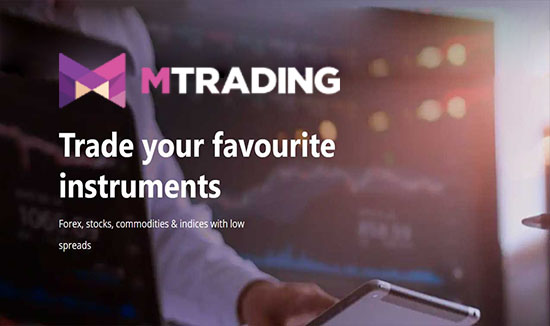 MTRADING
Trade your favourite
instruments
Forex, stocks, commodities & indices with low
spreads